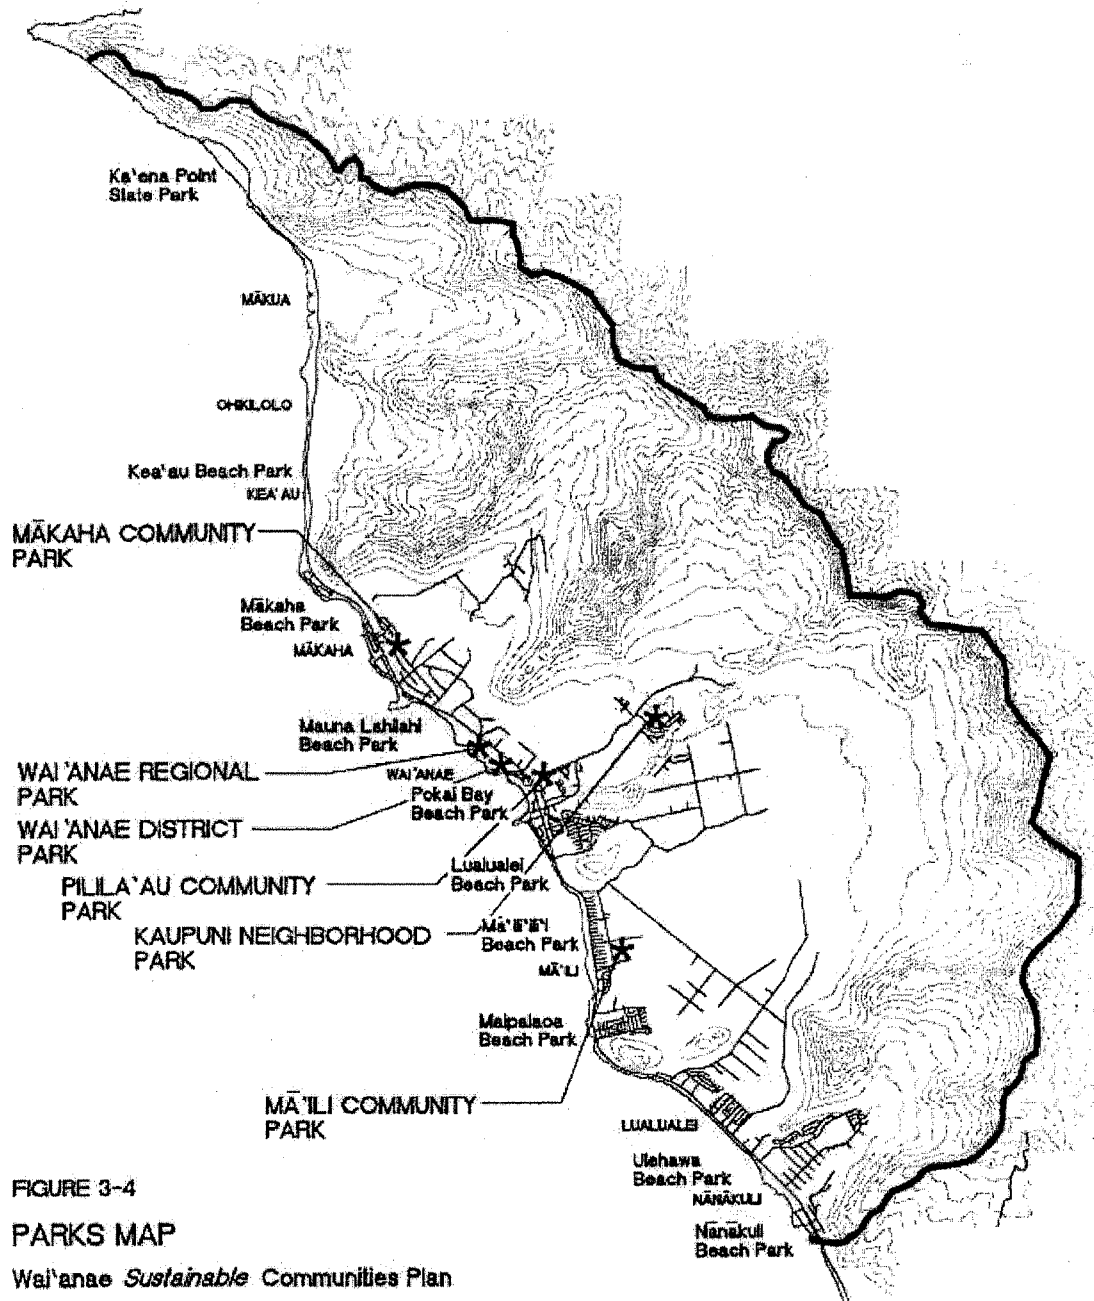 Ka'ena Point
State Park
MĀKUA
OHIKILOLO
Kea'au Beach Park
KEA'AU
MĀKAHA COMMUNITY
PARK
Mākaha
Beach Park
MĀKAHA
Mauna Lahilahi
Beach Park
WAI'ANAE REGIONAL
PARK
WAI'ANAE
Pokai Bay
Beach Park
WAI'ANAE DISTRICT
PARK
Lualualei
Beach Park
PILILA'AU COMMUNITY
PARK
KAUPUNI NEIGHBORHOOD
PARK
Mā'ili'ili
Beach Park
MĀ'ILI
Maipalaoa
Beach Park
MĀ'ILI COMMUNITY
PARK
LUALUALEI
Ulehawa
Beach Park
NĀNĀKULI
Nānākuli
Beach Park
FIGURE 3-4
PARKS MAP
Wai'anae Sustainable Communities Plan